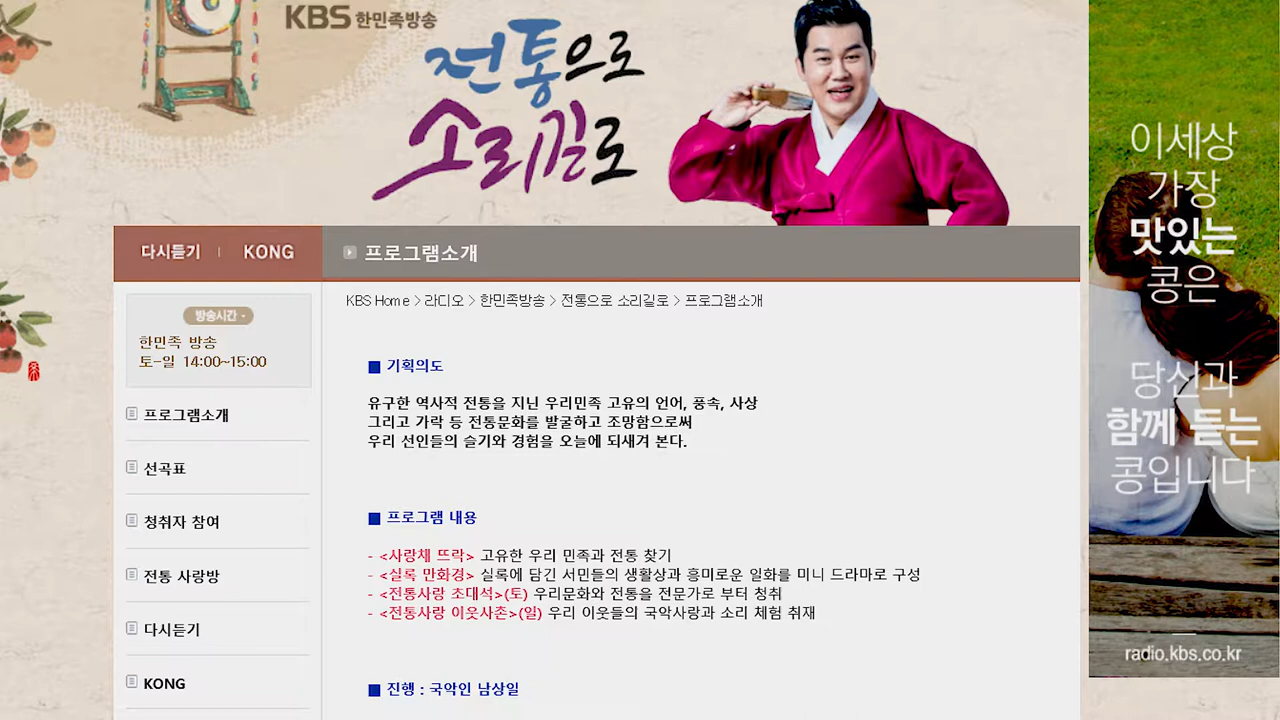 KBS 한민족방송
전통으로
소리길로
다시듣기 | KONG
프로그램소개
KBS Home > 라디오 > 한민족방송 > 전통으로 소리길로 > 프로그램소개
방송시간
한민족 방송
토-일 14:00~15:00
프로그램소개
선곡표
청취자 참여
전통 사랑방
다시듣기
KONG
■ 기획의도
유구한 역사적 전통을 지닌 우리민족 고유의 언어, 풍속, 사상
그리고 가락 등 전통문화를 발굴하고 조망함으로써
우리 선인들의 슬기와 경험을 오늘에 되새겨 본다.
■ 프로그램 내용
- <사랑채 뜨락> 고유한 우리 민족과 전통 찾기
- <실록 만화경> 실록에 담긴 서민들의 생활상과 흥미로운 일화를 미니 드라마로 구성
- <전통사랑 초대석>(토) 우리문화와 전통을 전문가로 부터 청취
- <전통사랑 이웃사촌>(일) 우리 이웃들의 국악사랑과 소리 체험 취재
■ 진행 : 국악인 남상일
이세상
가장
맛있는
콩은
당신과
함께 듣는
콩입니다
radio.kbs.co.kr